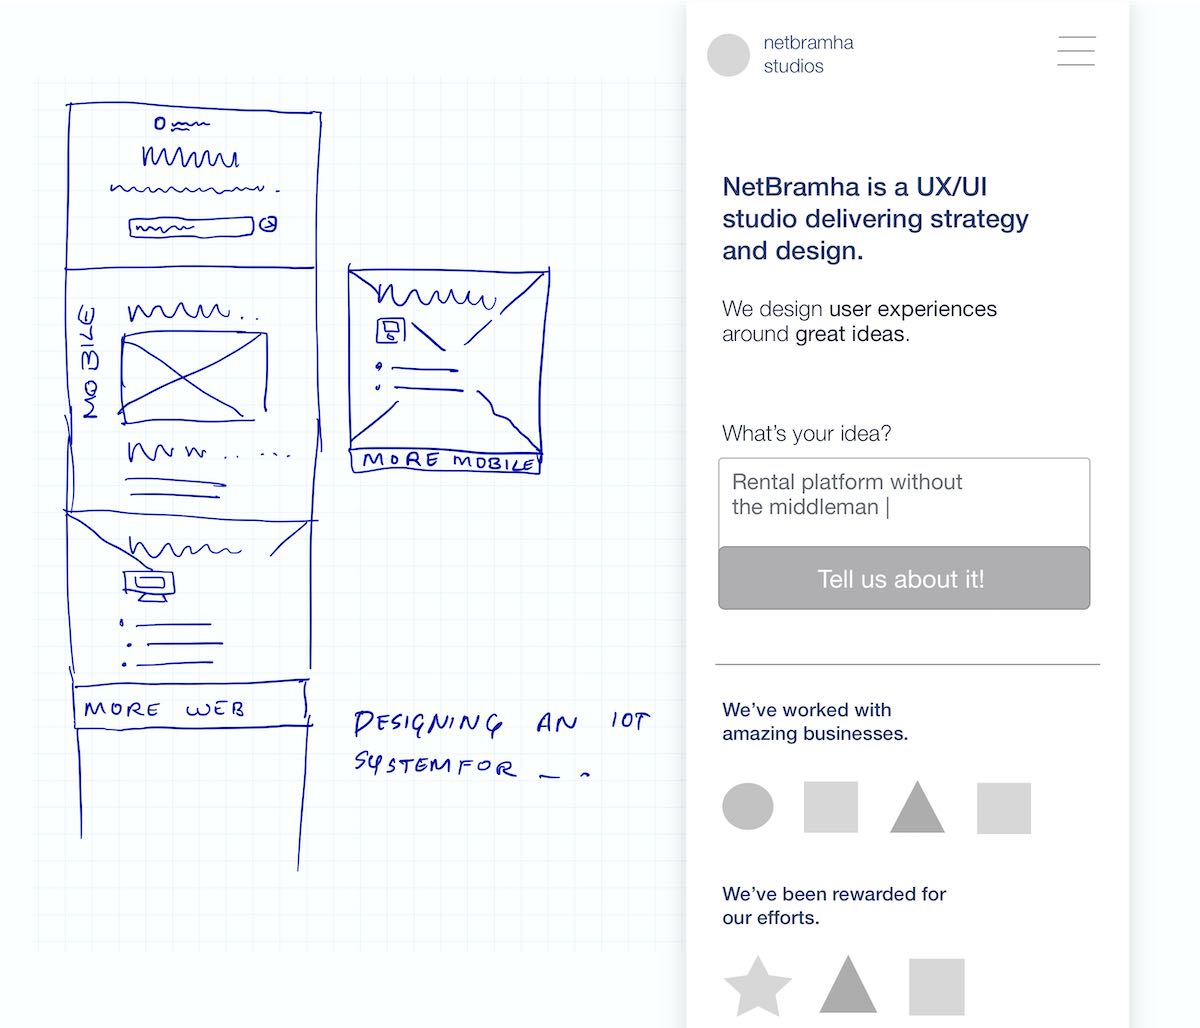 MOBILE
MORE WEB
MORE MOBILE
DESIGNING AN IOT
SYSTEM FOR _ .
netbramha
studios
NetBramha is a UX/UI
studio delivering strategy
and design.
We design user experiences
around great ideas.
What's your idea?
Rental platform without
the middleman |
Tell us about it!
We've worked with
amazing businesses.
We've been rewarded for
our efforts.